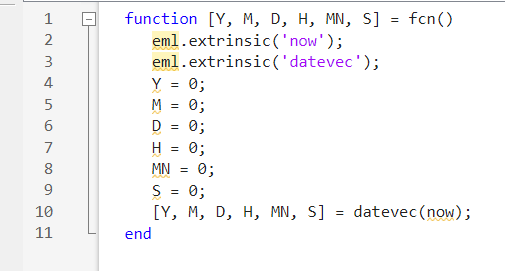 1 function [Y, M, D, H, MN, S] = fcn()
2 eml.extrinsic('now');
3 eml.extrinsic('datevec');
4 Y = 0;
5 M = 0;
6 D = 0;
7 H = 0;
8 MN = 0;
9 S = 0;
10 [Y, M, D, H, MN, S] = datevec(now);
11 end